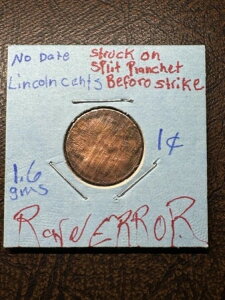 No Date Struck on
Split Planchet
Lincoln cents Before strike
1¢
1.6
gms
Rare ERROR